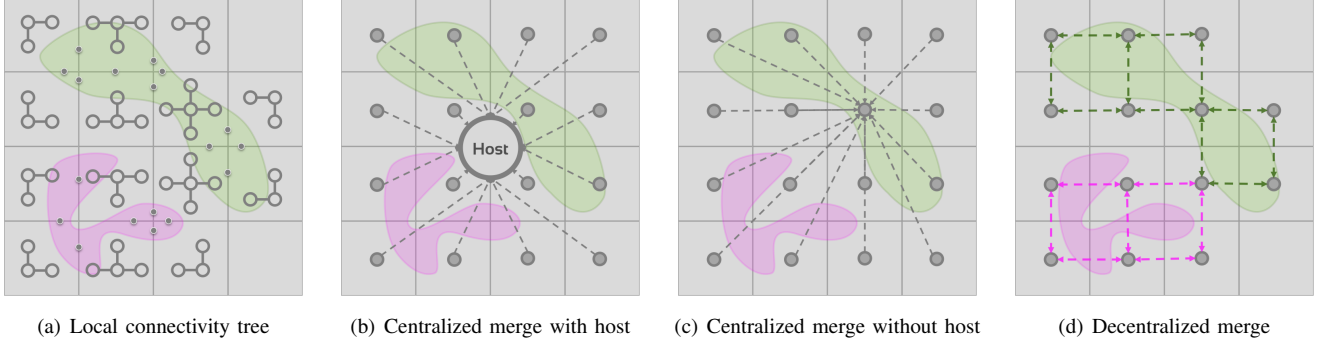 Host
(a) Local connectivity tree
(b) Centralized merge with host
(c) Centralized merge without host
(d) Decentralized merge